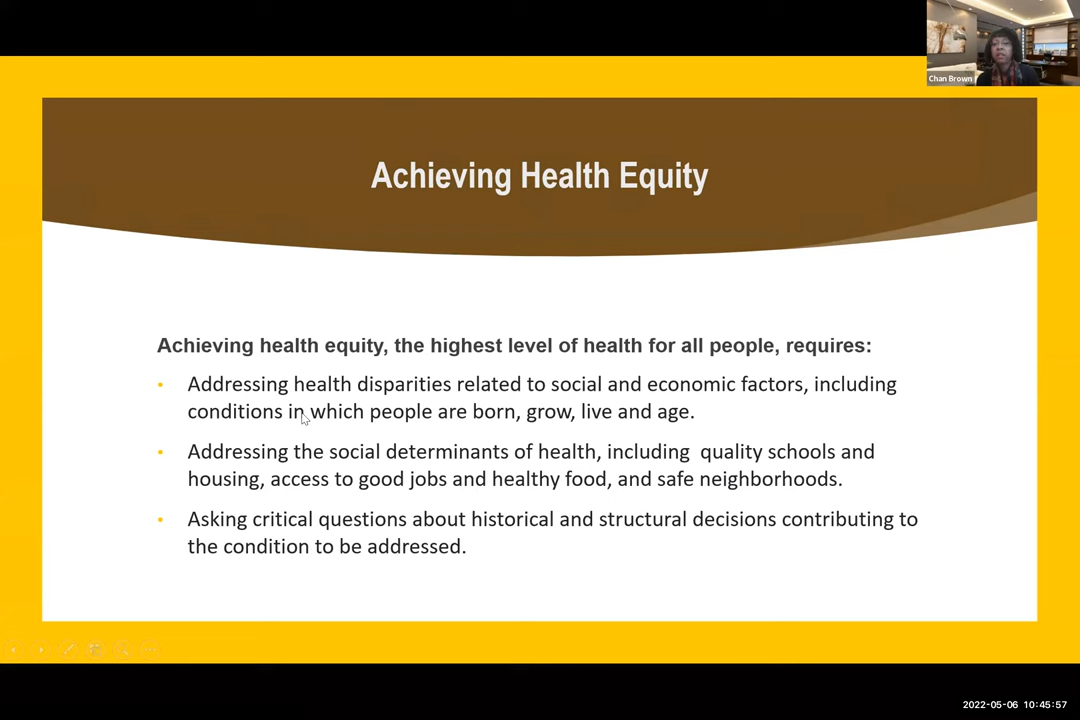 Chan Brown
Achieving Health Equity
Achieving health equity, the highest level of health for all people, requires:
• Addressing health disparities related to social and economic factors, including
conditions in which people are born, grow, live and age.
• Addressing the social determinants of health, including  quality schools and
housing, access to good jobs and healthy food, and safe neighborhoods.
• Asking critical questions about historical and structural decisions contributing to
the condition to be addressed.
2022-05-06 10:45:57